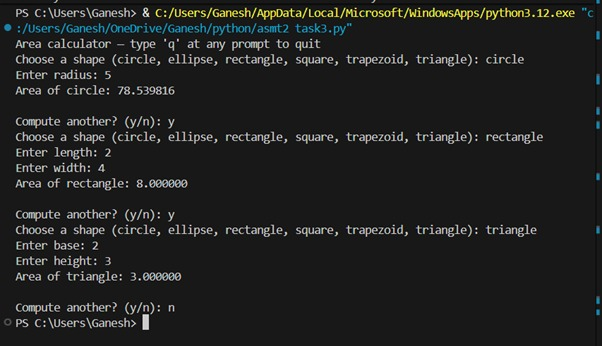 PS C:\Users\Ganesh> & C:/Users/Ganesh/AppData/Local/Microsoft/WindowsApps/python3.12.exe "c
:/Users/Ganesh/OneDrive/Ganesh/python/asmt2 task3.py"
Area calculator — type 'q' at any prompt to quit
Choose a shape (circle, ellipse, rectangle, square, trapezoid, triangle): circle
Enter radius: 5
Area of circle: 78.539816
Compute another? (y/n): y
Choose a shape (circle, ellipse, rectangle, square, trapezoid, triangle): rectangle
Enter length: 2
Enter width: 4
Area of rectangle: 8.000000
Compute another? (y/n): y
Choose a shape (circle, ellipse, rectangle, square, trapezoid, triangle): triangle
Enter base: 2
Enter height: 3
Area of triangle: 3.000000
Compute another? (y/n): n
PS C:\Users\Ganesh>